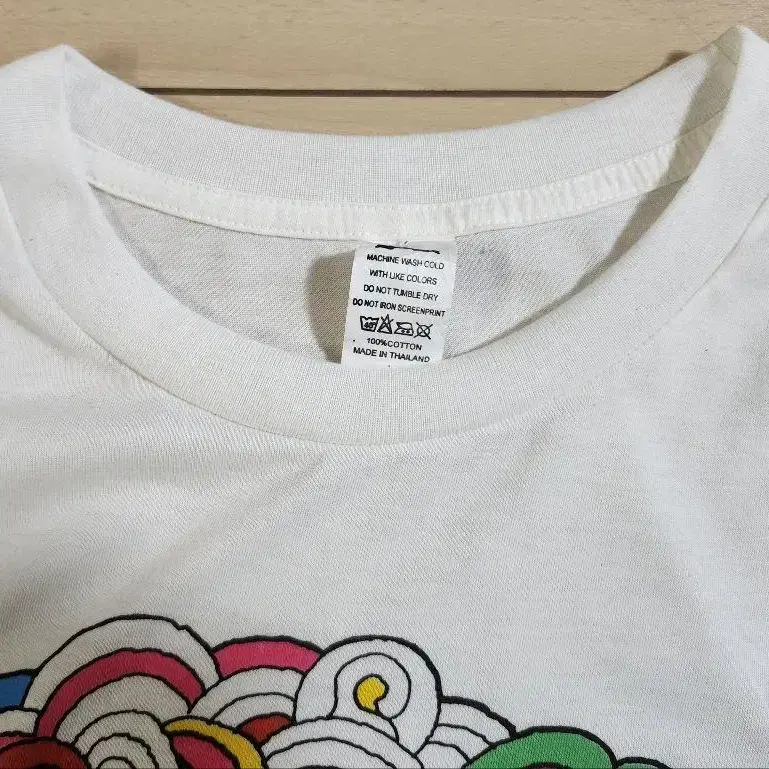 MACHINE WASH COLD
WITH LIKE COLORS
DO NOT TUMBLE DRY
DO NOT IRON SCREENPRINT
40
100%COTTON
MADE IN THAILAND